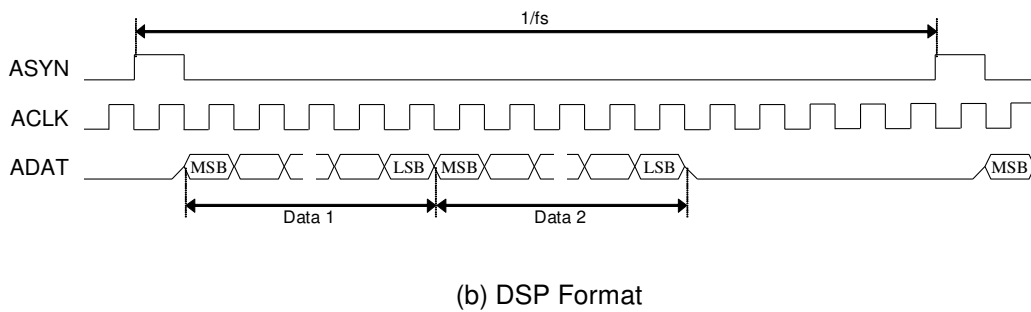 1/fs
ASYN
ACLK
ADAT MSB LSB MSB LSB MSB
Data 1 Data 2
(b) DSP Format